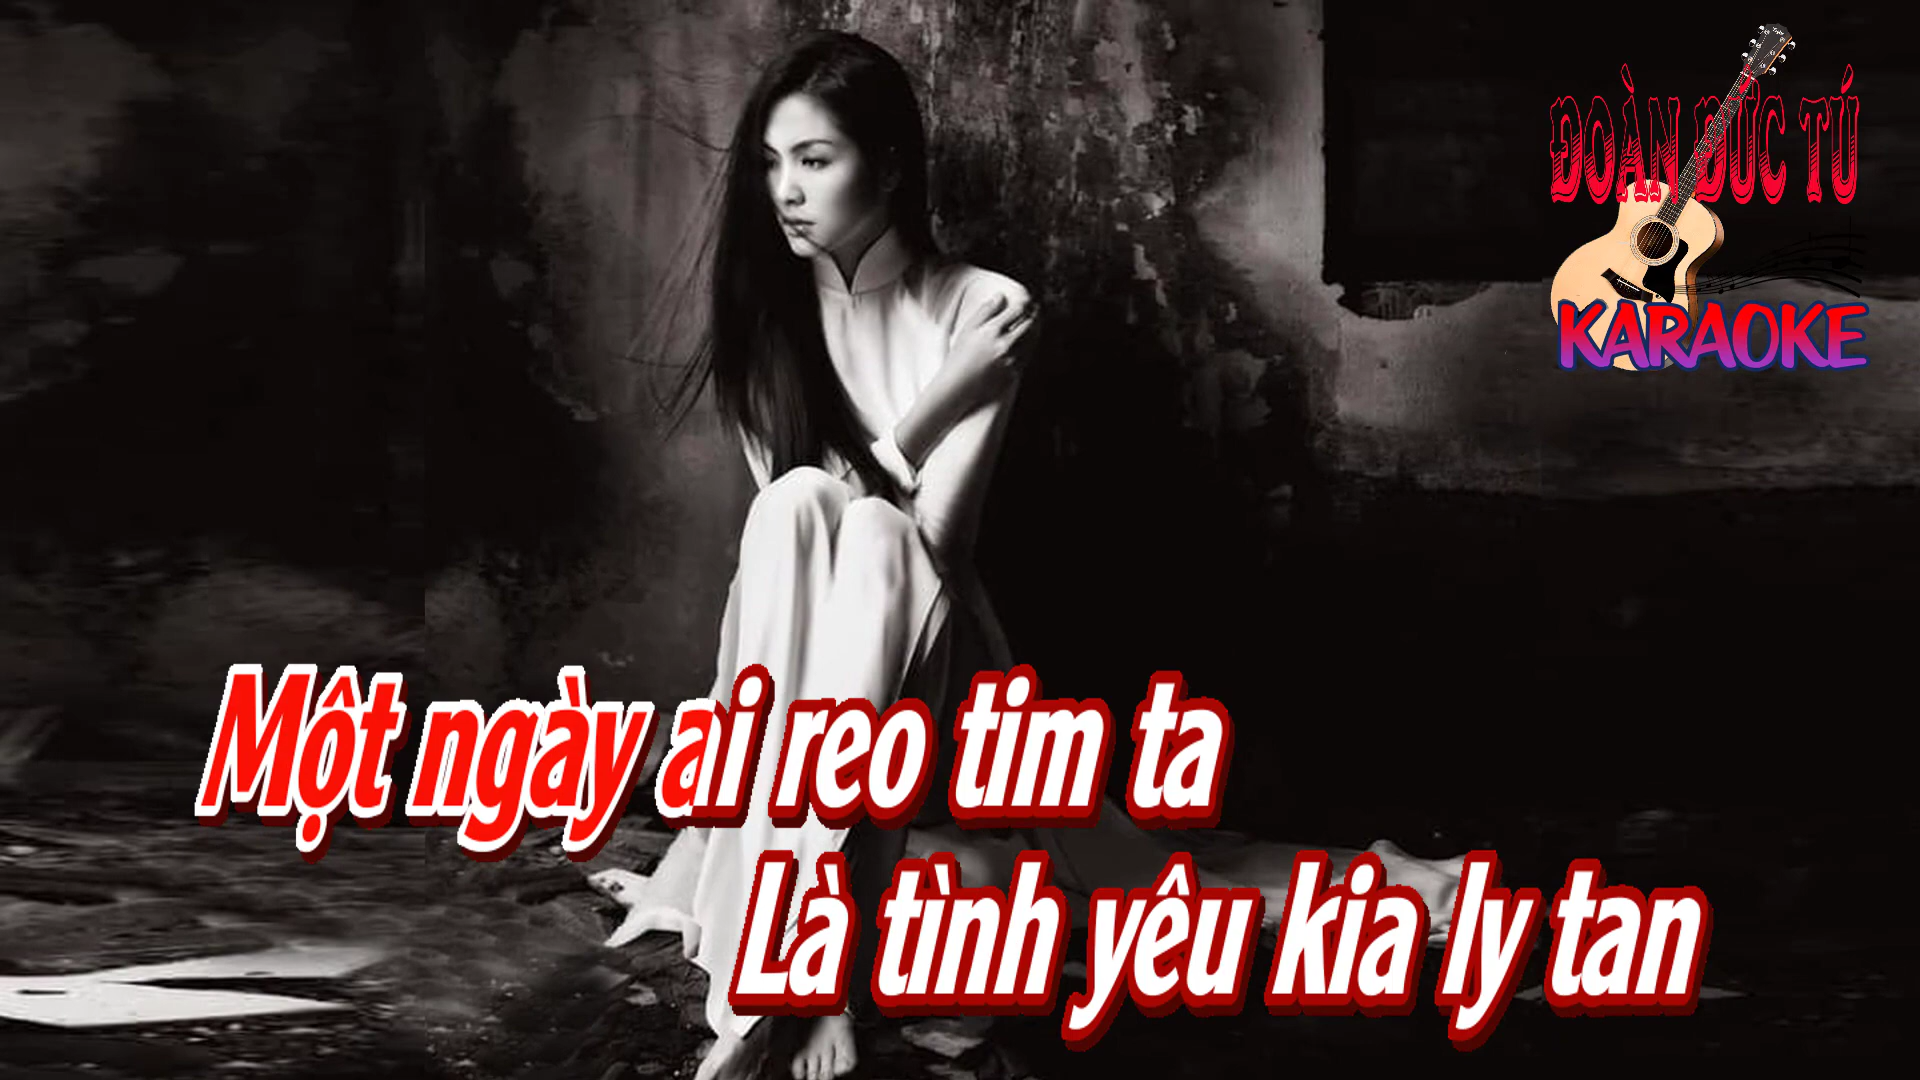 ĐOÀN ĐỨC TÚ
KARAOKE
Một ngày ai reo tim ta
Là tình yêu kia ly tan